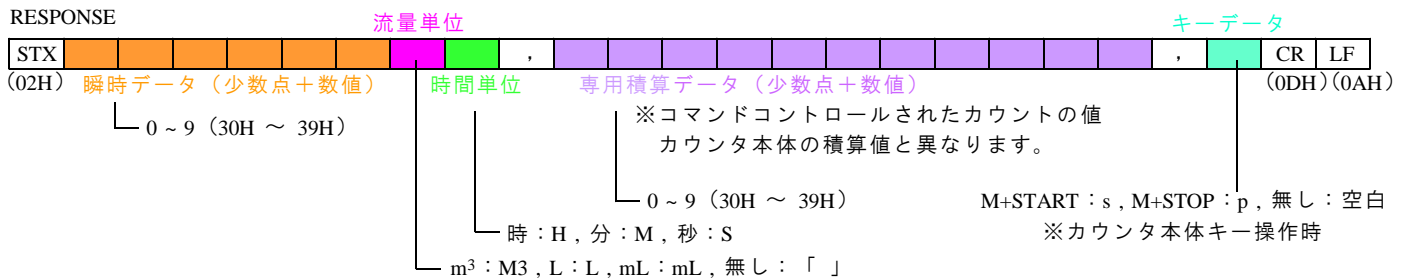 RESPONSE
流量単位
キーデータ
STX , , CR LF
(02H) 瞬時データ（少数点＋数値） 時間単位 専用積算データ（少数点＋数値） (0DH)(0AH)
※コマンドコントロールされたカウントの値
0 ~ 9（30H ～ 39H）
カウンタ本体の積算値と異なります。
0 ~ 9（30H ～ 39H） M+START：s , M+STOP：p , 無し：空白
時：H , 分：M , 秒：S ※カウンタ本体キー操作時
m³：M3 , L：L , mL：mL , 無し：「 」